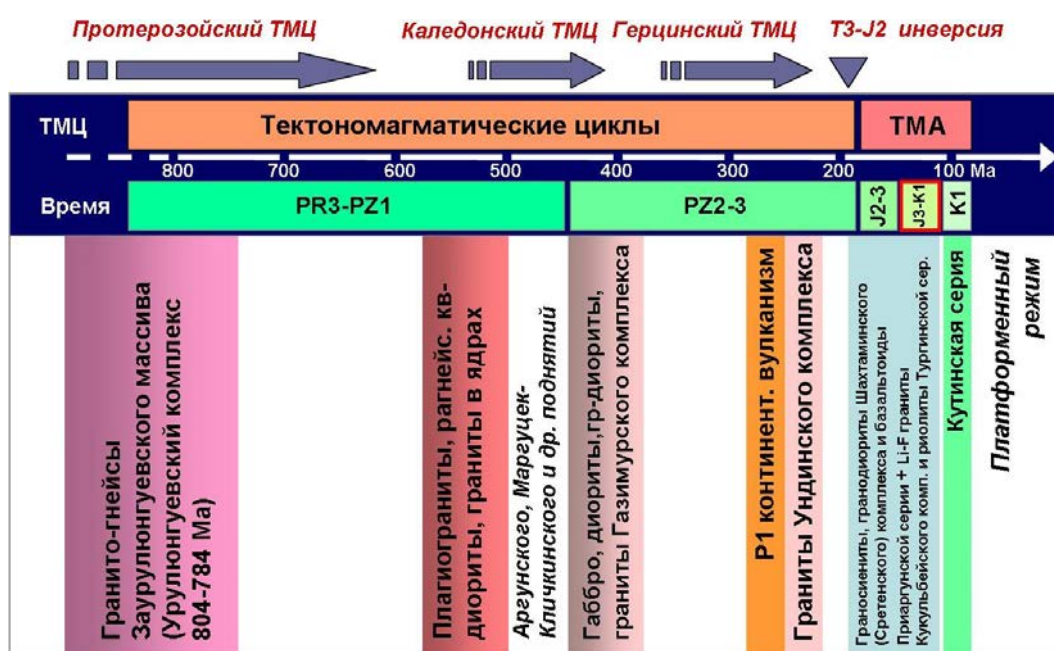 Протерозойский ТМЦ
Каледонский ТМЦ
Герцинский ТМЦ
T3-J2 инверсия
ТМЦ
Тектономагматические циклы
ТМА
800
700
600
500
400
300
200
100 Ma
Время
PR3-PZ1
PZ2-3
J2-3
J3-K1
K1
Гранито-гнейсы
Заурулюнгуевского массива
(Урулюнгуевский комплекс
804-784 Ma)
Плагиограниты, рагнейс. кв-
диориты, граниты в ядрах
Аргунского, Маргуцек-
Кличкинского и др. поднятий
Габбро, диориты,гр-диориты,
граниты Газимурского комплекса
P1 континент. вулканизм
Граниты Ундинского комплекса
Граносиениты, гранодиориты Шахтаминского
(Сретенского) комплекса и базальтоиды
Приаргунской серии + Li-F граниты
Кукульбейского комп. и риолиты Тургинской сер.
Кутинская серия
Платформенный
режим